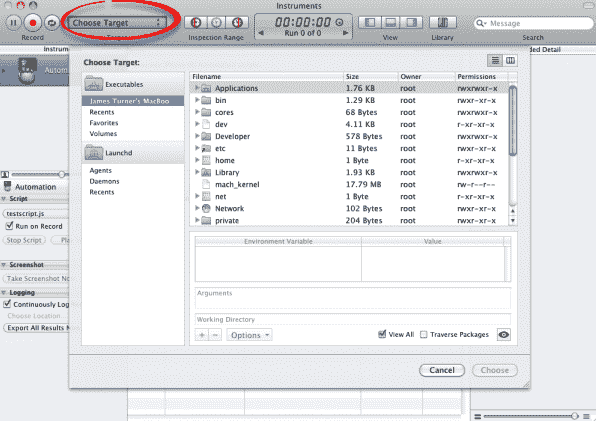 Instruments
Choose Target
00:00:00
Run 0 of 0
Message
Record
Inspection Range
View
Library
Search
Instrum
ded Detail
Autom
Choose Target:
Executables
James Turner's MacBoo
Recents
Favorites
Volumes
Launchd
Agents
Daemons
Recents
Filename Size Owner Permissions
Applications 1.76 KB root rwxrwxr-x
bin 1.29 KB root rwxr-xr-x
cores 68 Bytes root rwxrwxr-x
dev 4.11 KB root r-xr-xr-x
Developer 578 Bytes root rwxrwxr-x
etc 11 Bytes root rwxr-xr-x
home 1 Byte root r-xr-xr-x
Library 1.93 KB root rwxrwxr-x
mach_kernel 17.79 MB root rw-r--r--
net 1 Byte root r-xr-xr-x
Network 102 Bytes root rwxr-xr-x
private 204 Bytes root rwxr-xr-x
Automation
Script
testscript.js
Run on Record
Stop Script Pla
Screenshot
Take Screenshot No
Logging
Continuously Log
Choose Location...
Export All Results N
Environment Variable Value
Arguments
Working Directory
Options
View All Traverse Packages
Cancel Choose